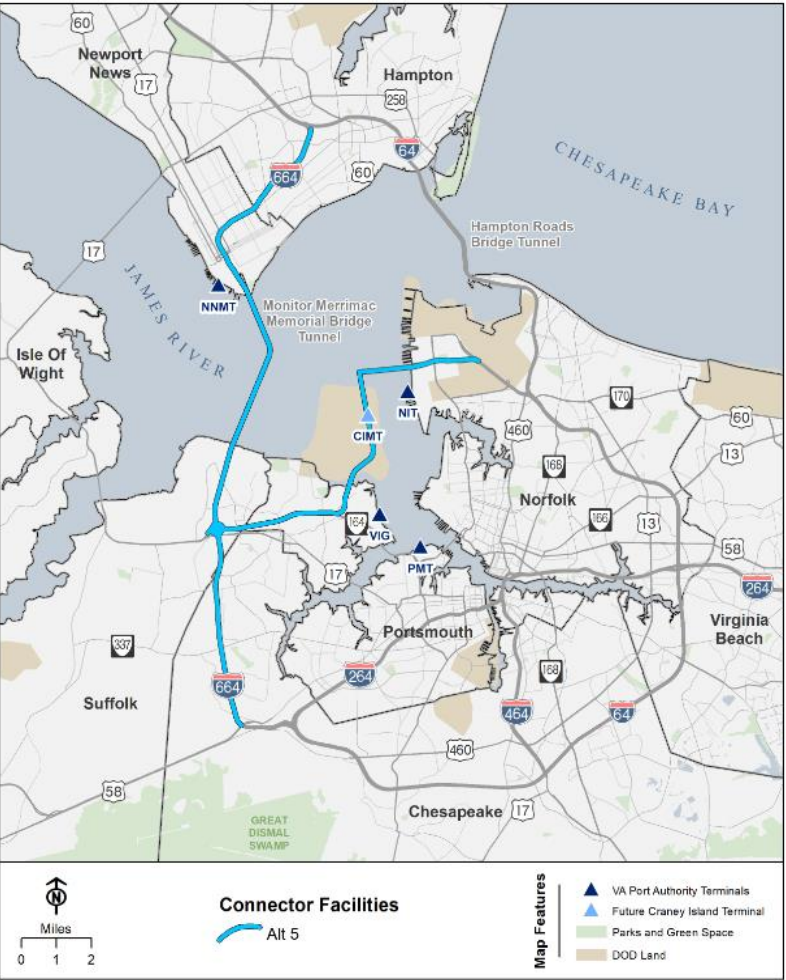 60
Newport
News
17
Hampton
258
64
664
60
CHESAPEAKE BAY
Hampton Roads
Bridge Tunnel
17
JAMES RIVER
NNMT
Monitor Merrimac
Memorial Bridge
Tunnel
Isle Of
Wight
NIT
CIMT
170
60
460
13
168
Norfolk
164
VIG
166
13
PMT
58
17
264
Virginia
Beach
Portsmouth
337
264
168
664
Suffolk
464
64
460
58
Chesapeake
17
GREAT
DISMAL
SWAMP
N
Miles
0 1 2
Connector Facilities
Alt 5
Map Features
VA Port Authority Terminals
Future Craney Island Terminal
Parks and Green Space
DOD Land